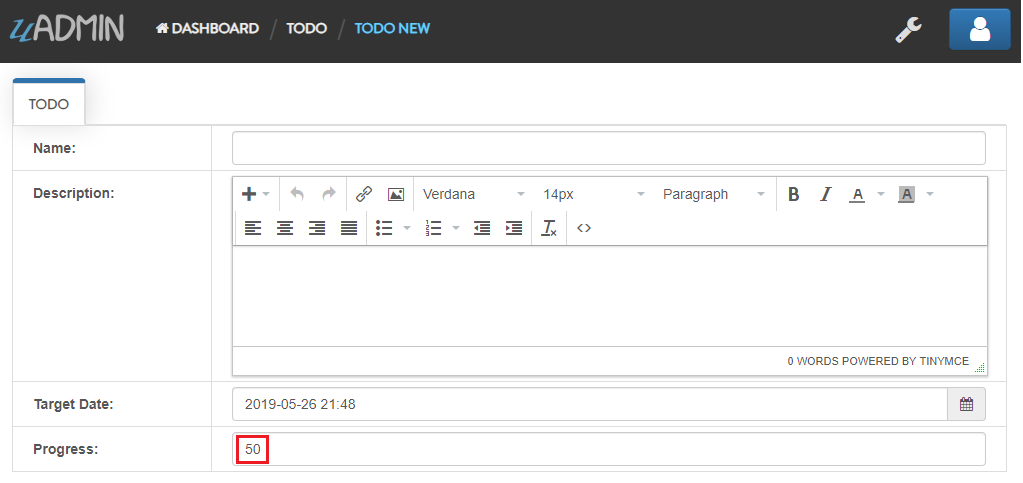 uADMIN DASHBOARD / TODO / TODO NEW
TODO
Name:
Description:
Verdana 14px Paragraph B I A A
0 WORDS POWERED BY TINYMCE
Target Date: 2019-05-26 21:48
Progress: 50